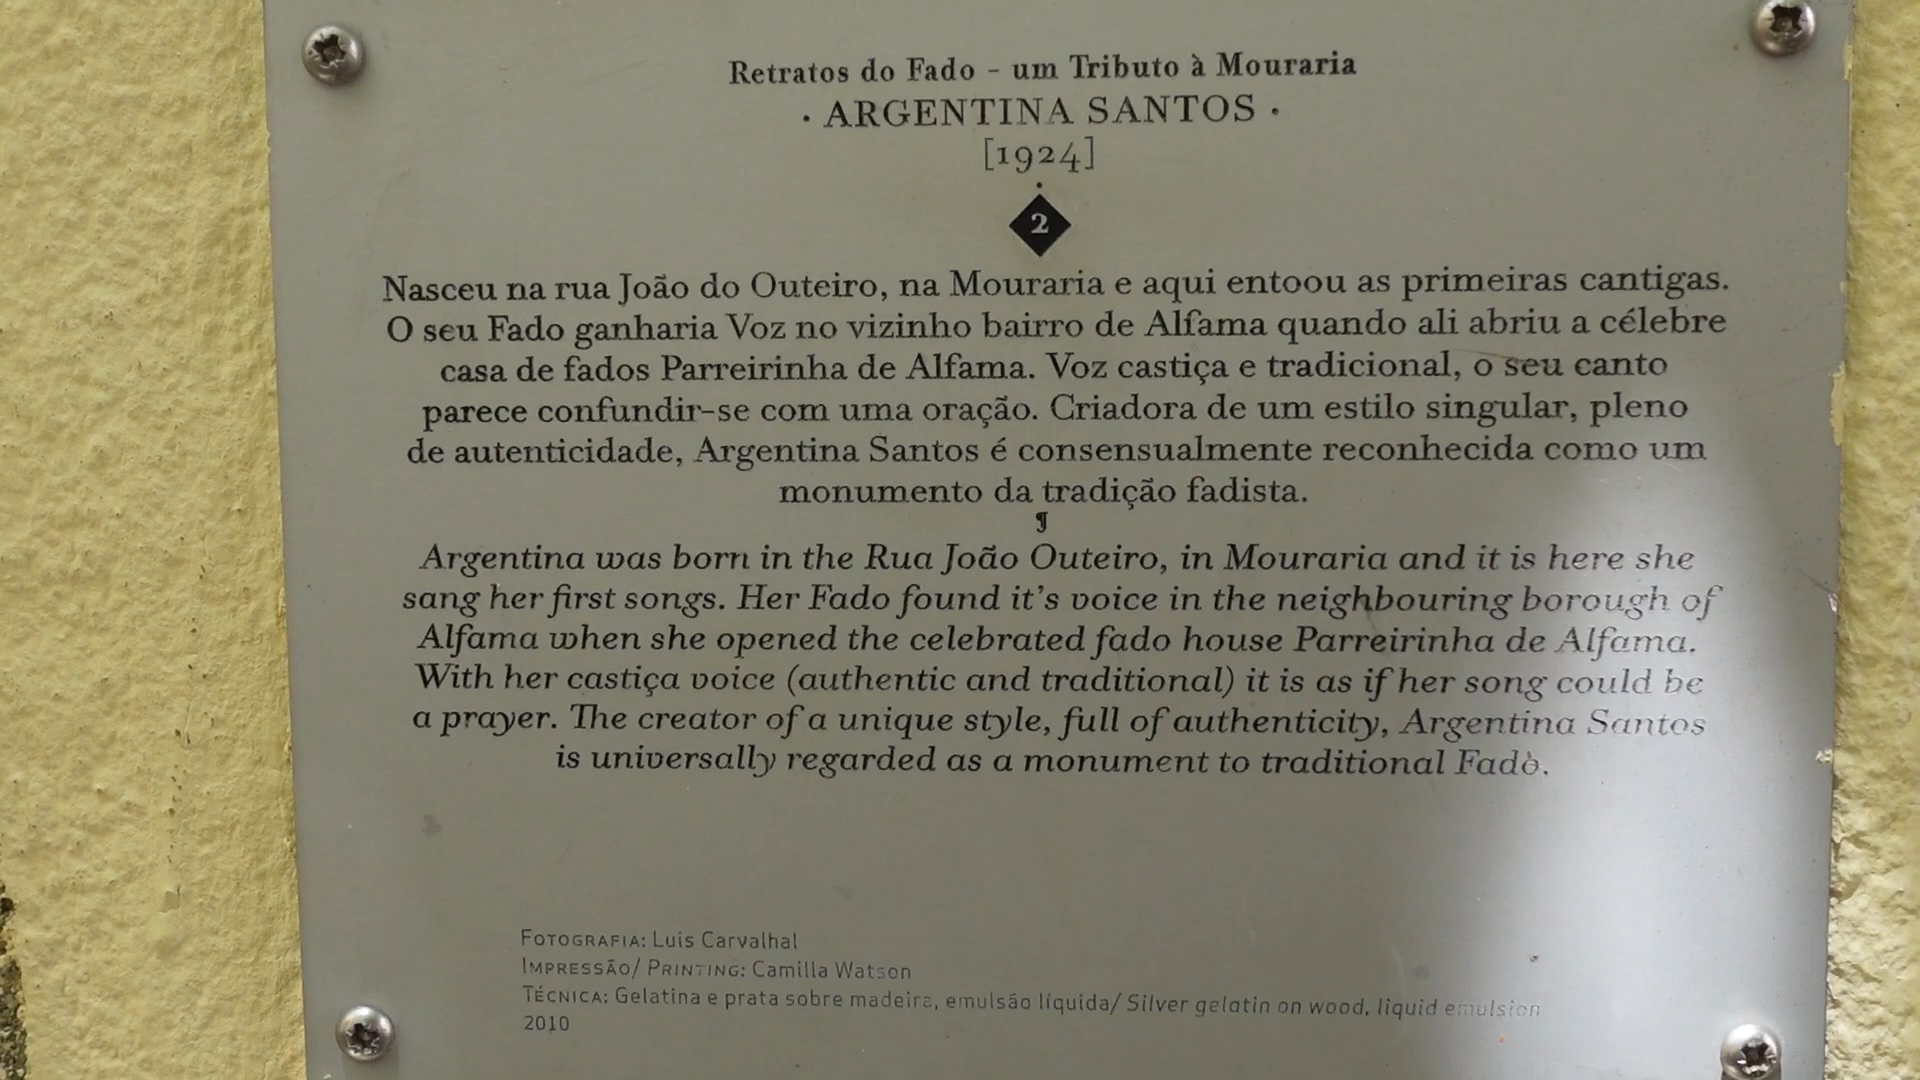 Retratos do Fado – um Tributo à Mouraria
· ARGENTINA SANTOS ·
[1924]
2
Nasceu na rua João do Outeiro, na Mouraria e aqui entoou as primeiras cantigas.
O seu Fado ganharia Voz no vizinho bairro de Alfama quando ali abriu a célebre
casa de fados Parreirinha de Alfama. Voz castiça e tradicional, o seu canto
parece confundir-se com uma oração. Criadora de um estilo singular, pleno
de autenticidade, Argentina Santos é consensualmente reconhecida como um
monumento da tradição fadista.
¶
Argentina was born in the Rua João Outeiro, in Mouraria and it is here she
sang her first songs. Her Fado found it's voice in the neighbouring borough of
Alfama when she opened the celebrated fado house Parreirinha de Alfama.
With her castiça voice (authentic and traditional) it is as if her song could be
a prayer. The creator of a unique style, full of authenticity, Argentina Santos
is universally regarded as a monument to traditional Fado.
FOTOGRAFIA: Luís Carvalhal
IMPRESSÃO/ PRINTING: Camilla Watson
TÉCNICA: Gelatina e prata sobre madeira, emulsão líquida/ Silver gelatin on wood, liquid emulsion
2010